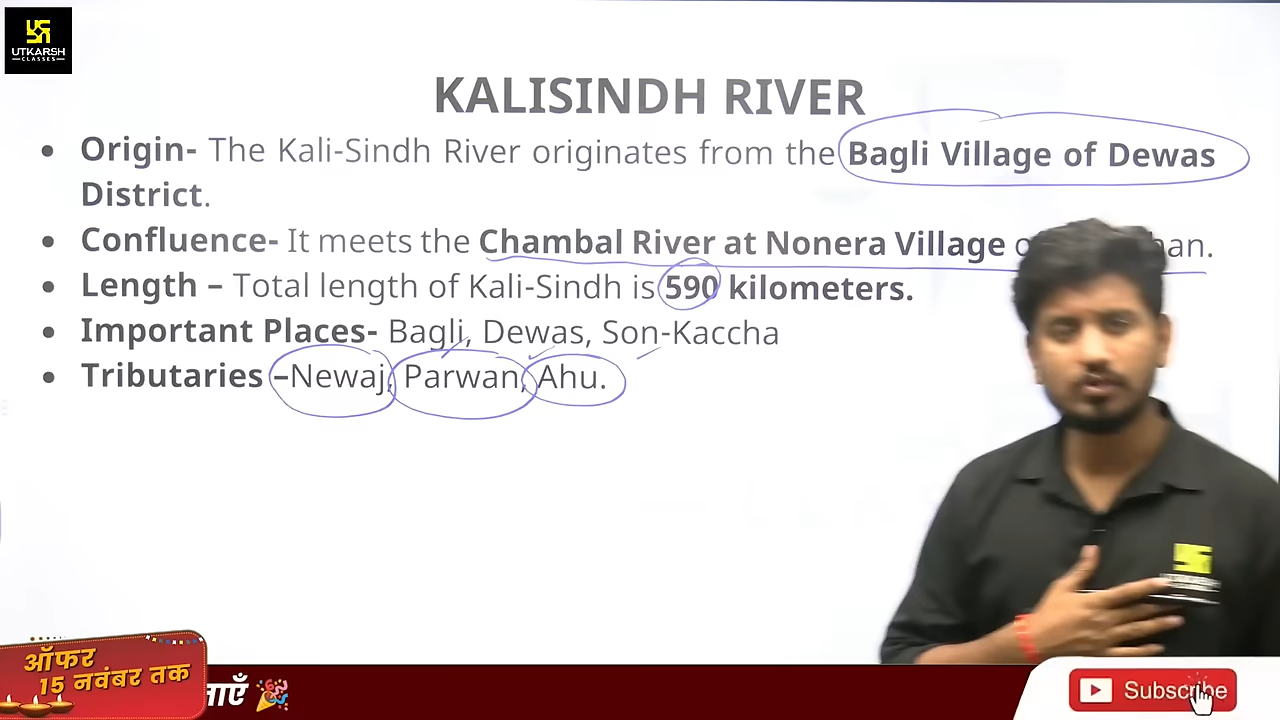 UTKARSH
CLASSES
KALISINDH RIVER
• Origin- The Kali-Sindh River originates from the Bagli Village of Dewas
District.
• Confluence- It meets the Chambal River at Nonera Village
• Length – Total length of Kali-Sindh is 590 kilometers.
• Important Places- Bagli, Dewas, Son-Kaccha
• Tributaries –Newaj, Parwan, Ahu.
UTKARSH
ऑफर
15 नवंबर तक
Subscribe